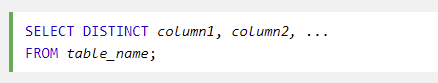 SELECT DISTINCT column1, column2, ...
FROM table_name;